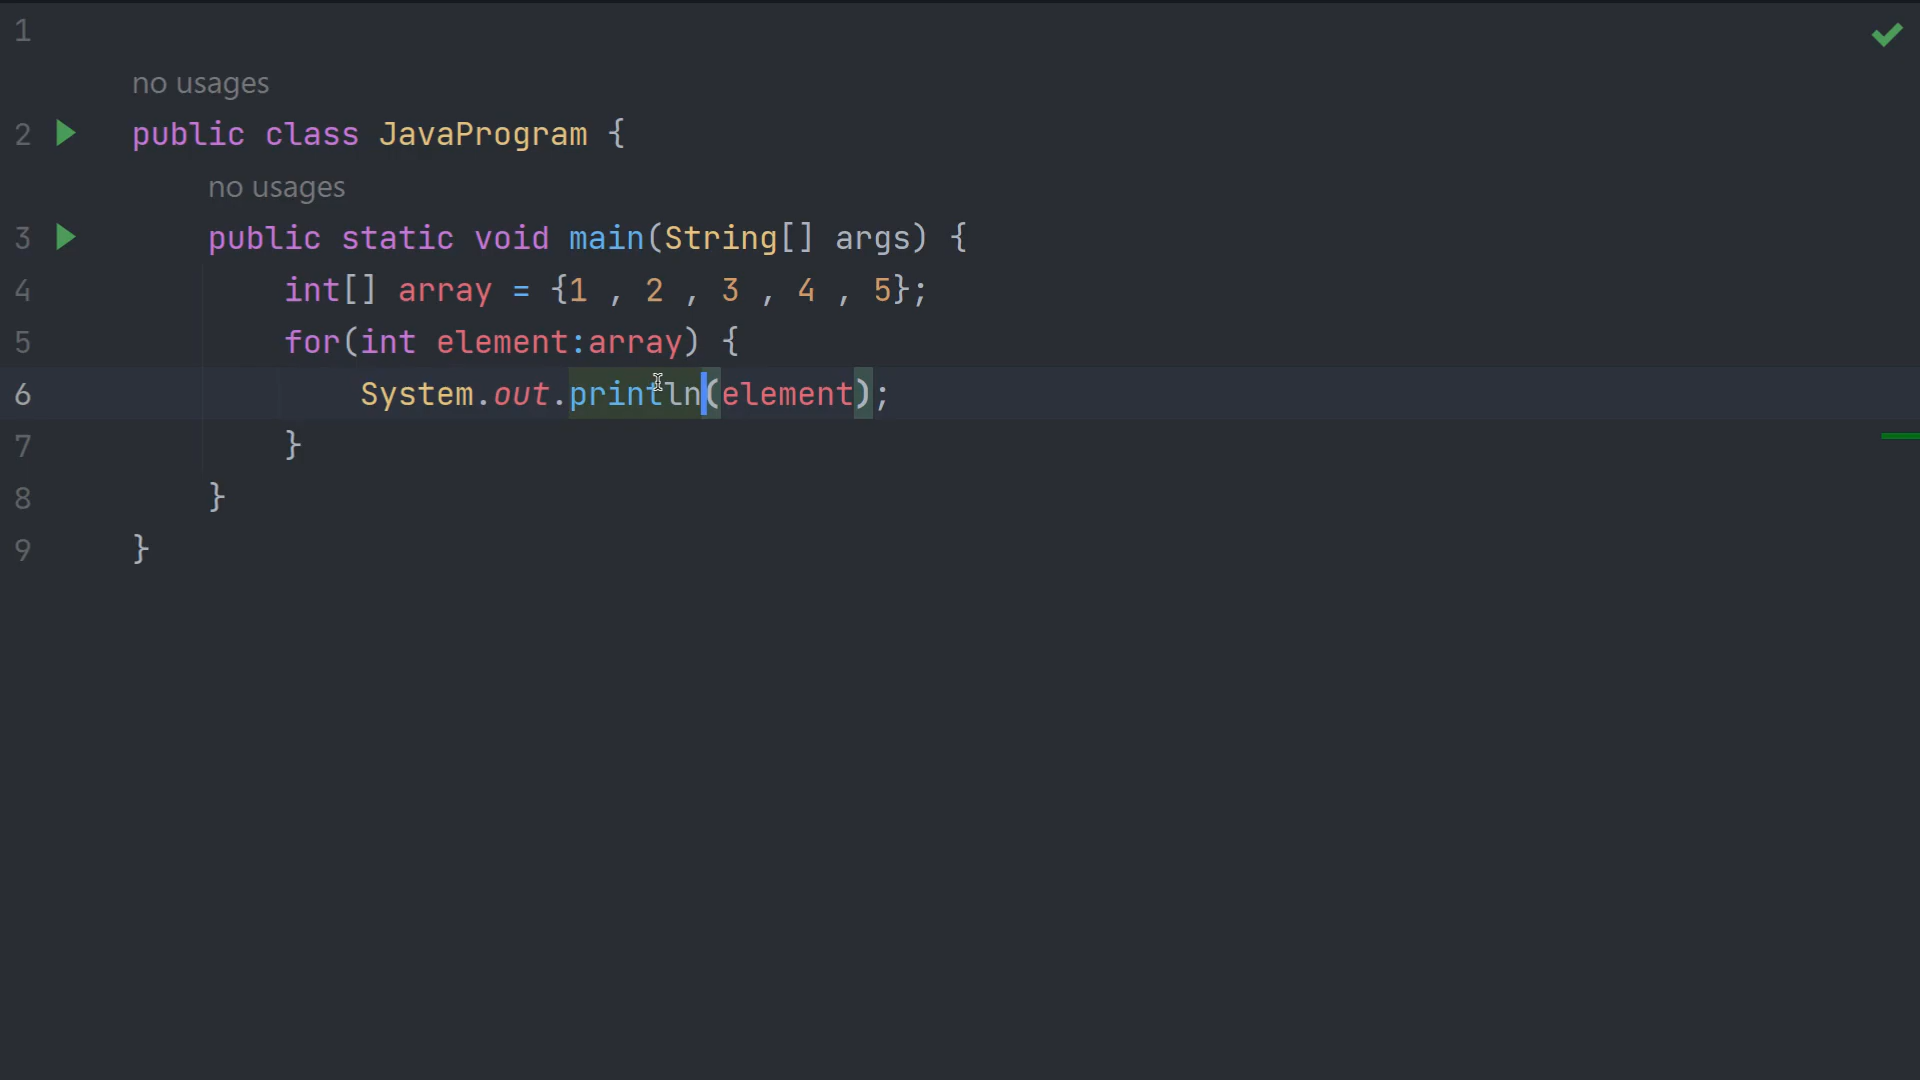 1
no usages
2 public class JavaProgram {
no usages
3 public static void main(String[] args) {
4 int[] array = {1 , 2 , 3 , 4 , 5};
5 for(int element:array) {
6 System.out.println(element);
7 }
8 }
9 }